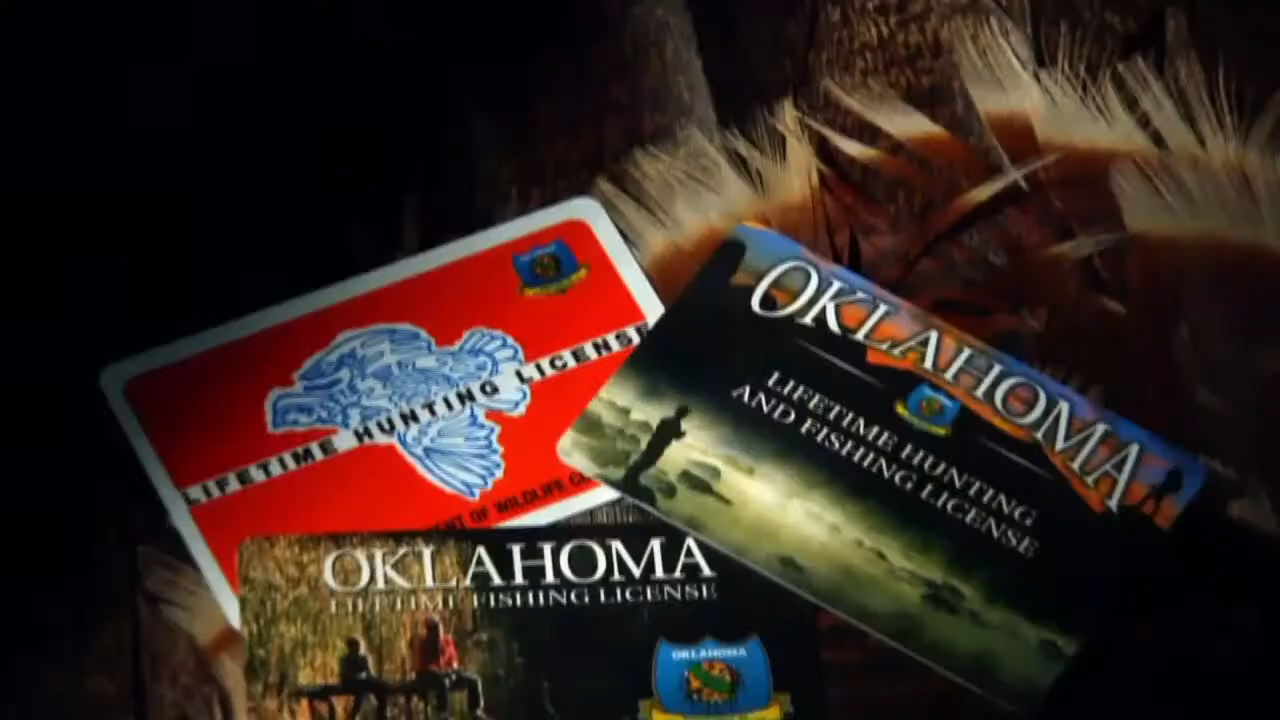 LIFETIME HUNTING LICENSE
OF WILDLIFE
OKLAHOMA
LIFETIME HUNTING
AND FISHING LICENSE
OKLAHOMA
LIFETIME FISHING LICENSE
OKLAHOMA